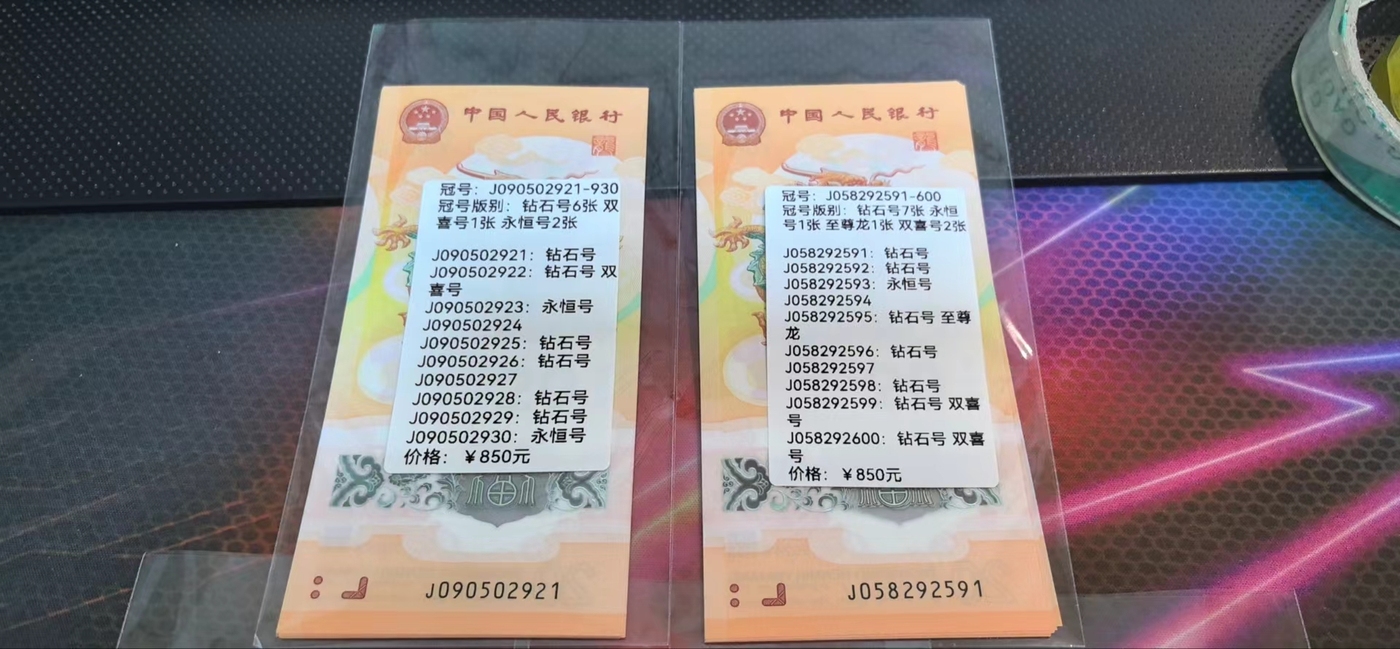 中国人民银行
冠号：J090502921-930
冠号版别：钻石号6张 双
喜号1张 永恒号2张
J090502921：钻石号
J090502922：钻石号 双
喜号
J090502923：永恒号
J090502924
J090502925：钻石号
J090502926：钻石号
J090502927
J090502928：钻石号
J090502929：钻石号
J090502930：永恒号
价格：￥850元
J090502921
中国人民银行
冠号：J058292591-600
冠号版别：钻石号7张 永恒
号1张 至尊龙1张 双喜号2张
J058292591：钻石号
J058292592：钻石号
J058292593：永恒号
J058292594
J058292595：钻石号 至尊
龙
J058292596：钻石号
J058292597
J058292598：钻石号
J058292599：钻石号 双喜
号
J058292600：钻石号 双喜
号
价格：￥850元
J058292591